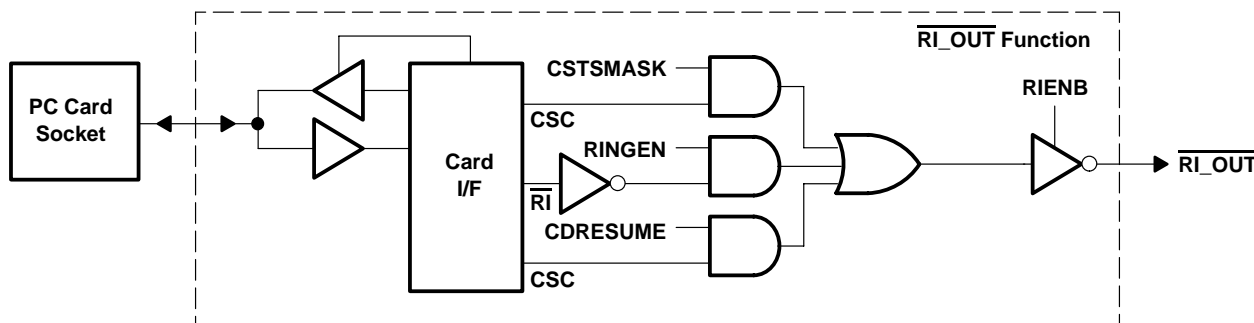 RI_OUT Function
PC Card
Socket
Card
I/F
CSTSMASK
CSC
RINGEN
RI
CDRESUME
CSC
RIENB
RI_OUT